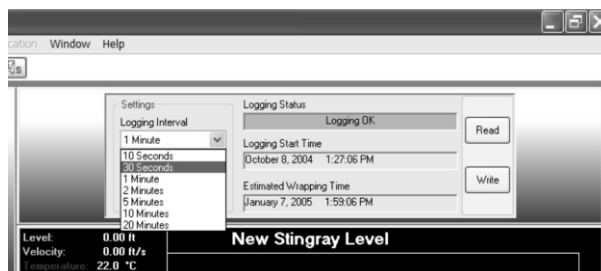 cation Window Help
Settings
Logging Interval
1 Minute
10 Seconds
30 Seconds
1 Minute
2 Minutes
5 Minutes
10 Minutes
20 Minutes
Logging Status
Logging OK
Logging Start Time
October 8, 2004 1:27:06 PM
Estimated Wrapping Time
January 7, 2005 1:59:06 PM
Read
Write
Level: 0.00 ft
Velocity: 0.00 ft/s
Temperature: 22.0 °C
New Stingray Level